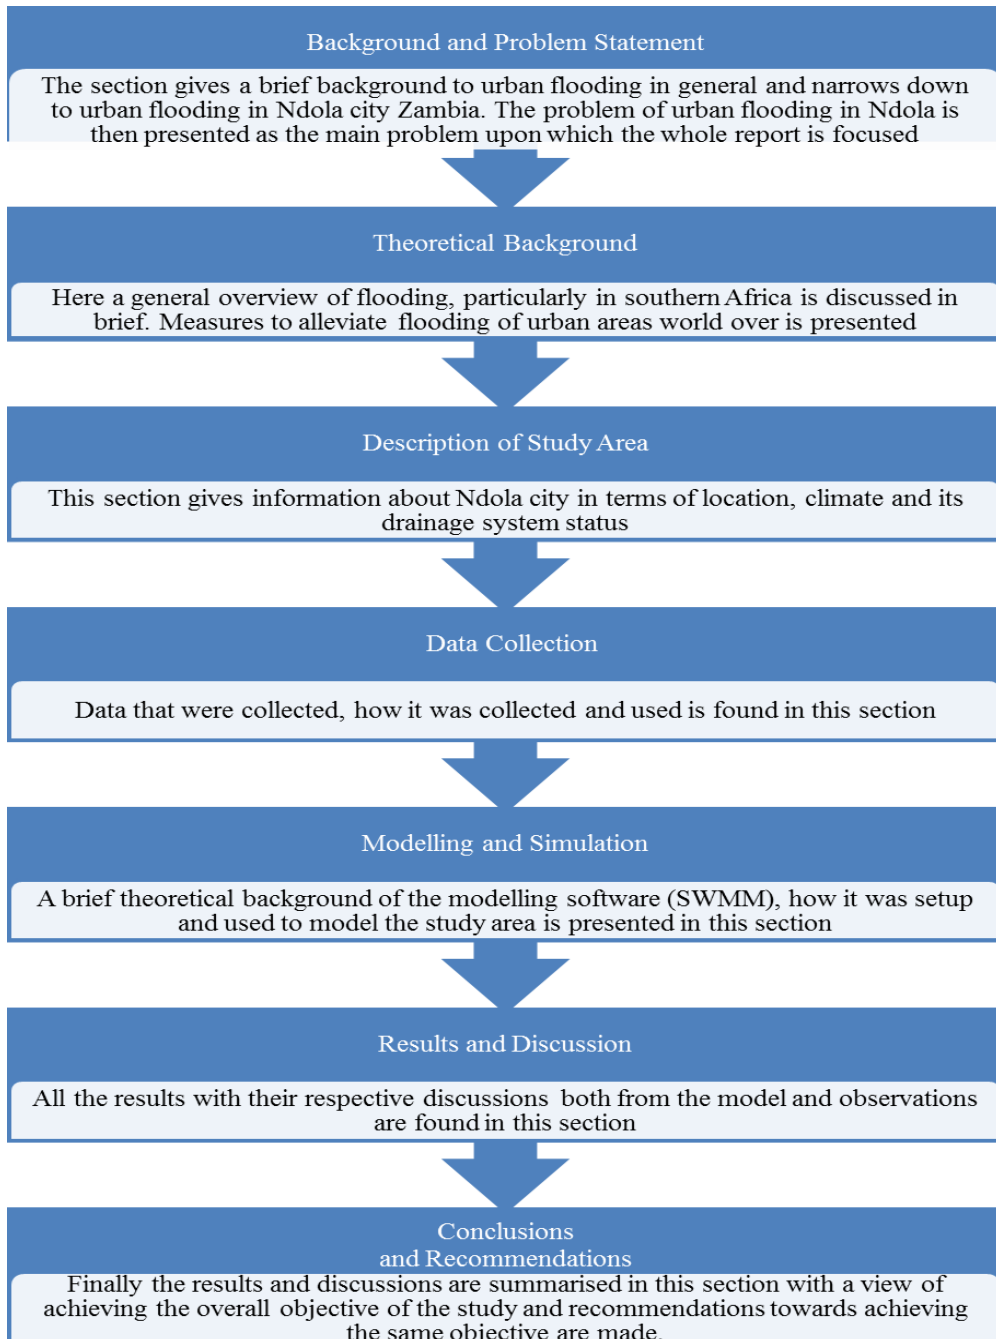 Background and Problem Statement
The section gives a brief background to urban flooding in general and narrows down
to urban flooding in Ndola city Zambia. The problem of urban flooding in Ndola is
then presented as the main problem upon which the whole report is focused
Theoretical Background
Here a general overview of flooding, particularly in southern Africa is discussed in
brief. Measures to alleviate flooding of urban areas world over is presented
Description of Study Area
This section gives information about Ndola city in terms of location, climate and its
drainage system status
Data Collection
Data that were collected, how it was collected and used is found in this section
Modelling and Simulation
A brief theoretical background of the modelling software (SWMM), how it was setup
and used to model the study area is presented in this section
Results and Discussion
All the results with their respective discussions both from the model and observations
are found in this section
Conclusions
and Recommendations
Finally the results and discussions are summarised in this section with a view of
achieving the overall objective of the study and recommendations towards achieving
the same objective are made.